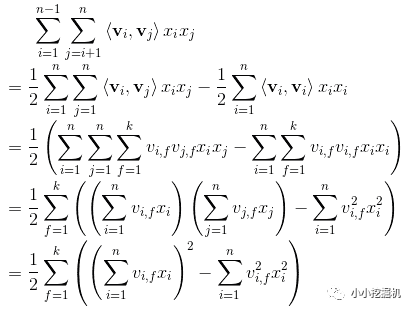 $\sum_{i=1}^{n-1} \sum_{j=i+1}^{n} \langle \mathbf{v}_i, \mathbf{v}_j \rangle x_i x_j$
$= \frac{1}{2} \sum_{i=1}^{n} \sum_{j=1}^{n} \langle \mathbf{v}_i, \mathbf{v}_j \rangle x_i x_j - \frac{1}{2} \sum_{i=1}^{n} \langle \mathbf{v}_i, \mathbf{v}_i \rangle x_i x_i$
$= \frac{1}{2} \left( \sum_{i=1}^{n} \sum_{j=1}^{n} \sum_{f=1}^{k} v_{i,f} v_{j,f} x_i x_j - \sum_{i=1}^{n} \sum_{f=1}^{k} v_{i,f} v_{i,f} x_i x_i \right)$
$= \frac{1}{2} \sum_{f=1}^{k} \left( \left( \sum_{i=1}^{n} v_{i,f} x_i \right) \left( \sum_{j=1}^{n} v_{j,f} x_j \right) - \sum_{i=1}^{n} v_{i,f}^2 x_i^2 \right)$
$= \frac{1}{2} \sum_{f=1}^{k} \left( \left( \sum_{i=1}^{n} v_{i,f} x_i \right)^2 - \sum_{i=1}^{n} v_{i,f}^2 x_i^2 \right)$
小小挖掘机